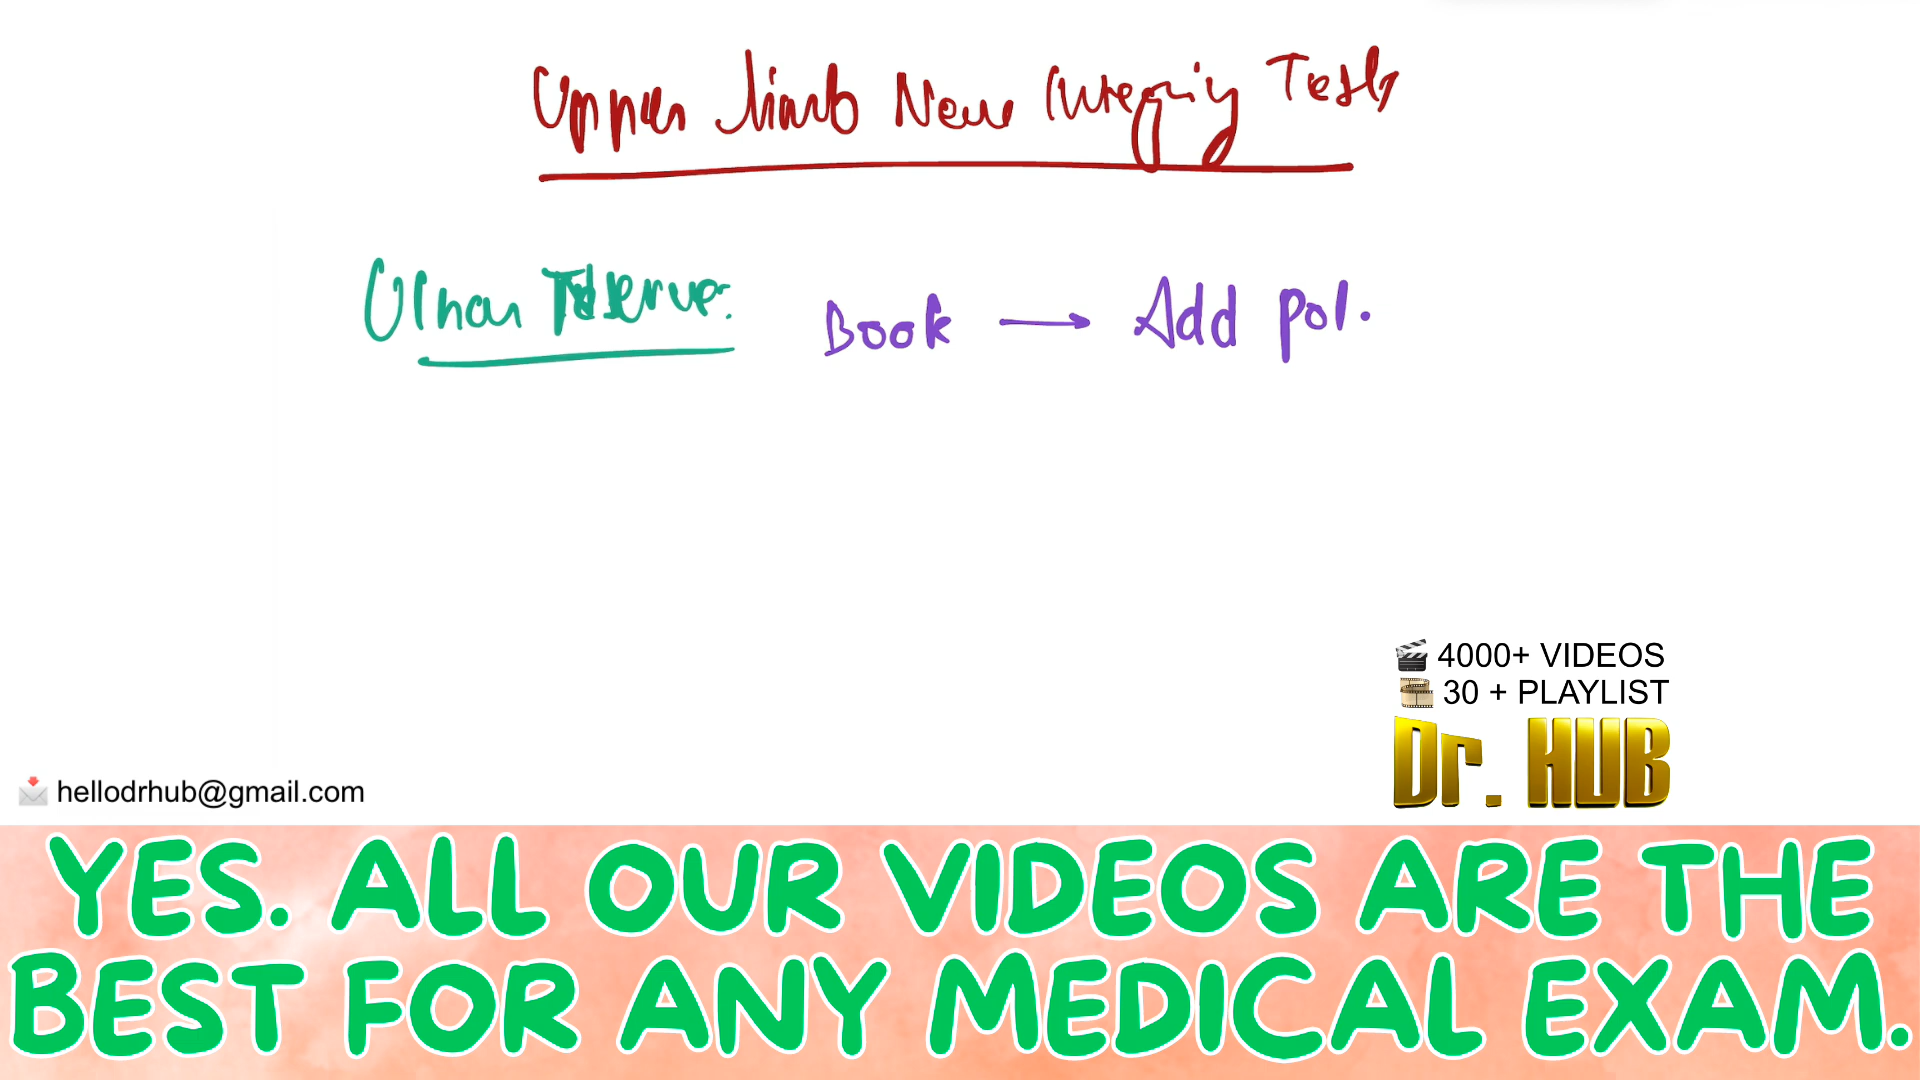 Upper limb Nerve Integrity Tests
Ulnar Nerve:
Book → Add pol.
4000+ VIDEOS
30 + PLAYLIST
Dr. HUB
hellodrhub@gmail.com
YES. ALL OUR VIDEOS ARE THE
BEST FOR ANY MEDICAL EXAM.